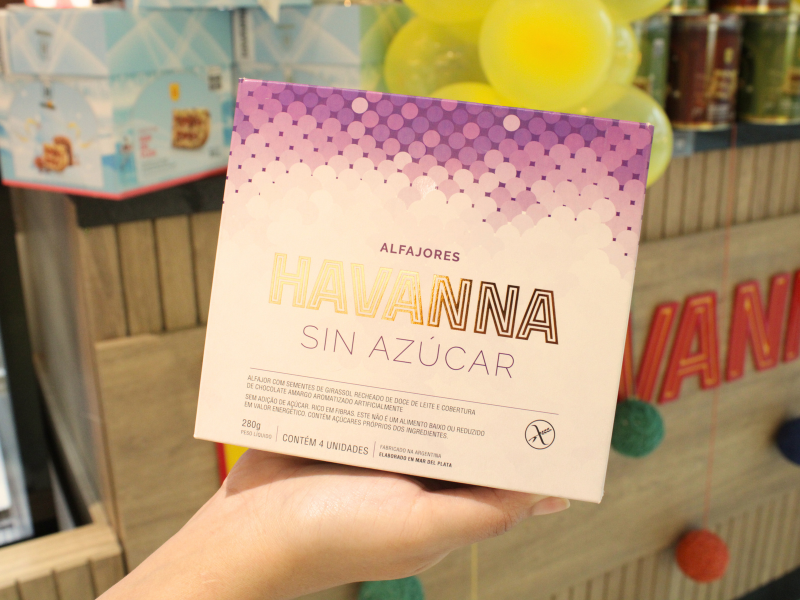 ALFAJORES
HAVANNA
SIN AZÚCAR
ALFAJOR COM SEMENTES DE GIRASSOL RECHEADO DE DOCE DE LEITE E COBERTURA
DE CHOCOLATE AMARGO AROMATIZADO ARTIFICIALMENTE
SEM ADIÇÃO DE AÇÚCAR. RICO EM FIBRAS. ESTE NÃO É UM ALIMENTO BAIXO OU REDUZIDO
EM VALOR ENERGÉTICO. CONTÉM AÇÚCARES PRÓPRIOS DOS INGREDIENTES.
280g
PESO LÍQUIDO
CONTÉM 4 UNIDADES
FABRICADO NA ARGENTINA
ELABORADO EN MAR DEL PLATA
VANN